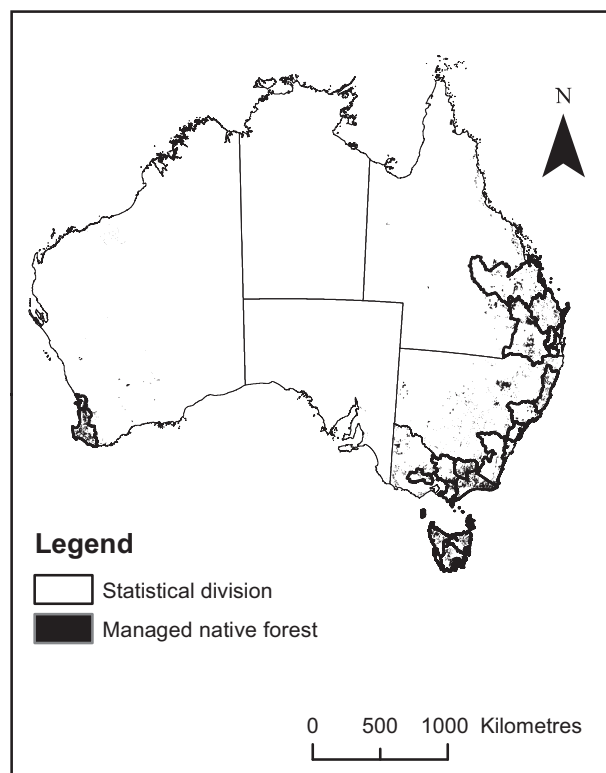 N
Legend
Statistical division
Managed native forest
0 500 1000 Kilometres